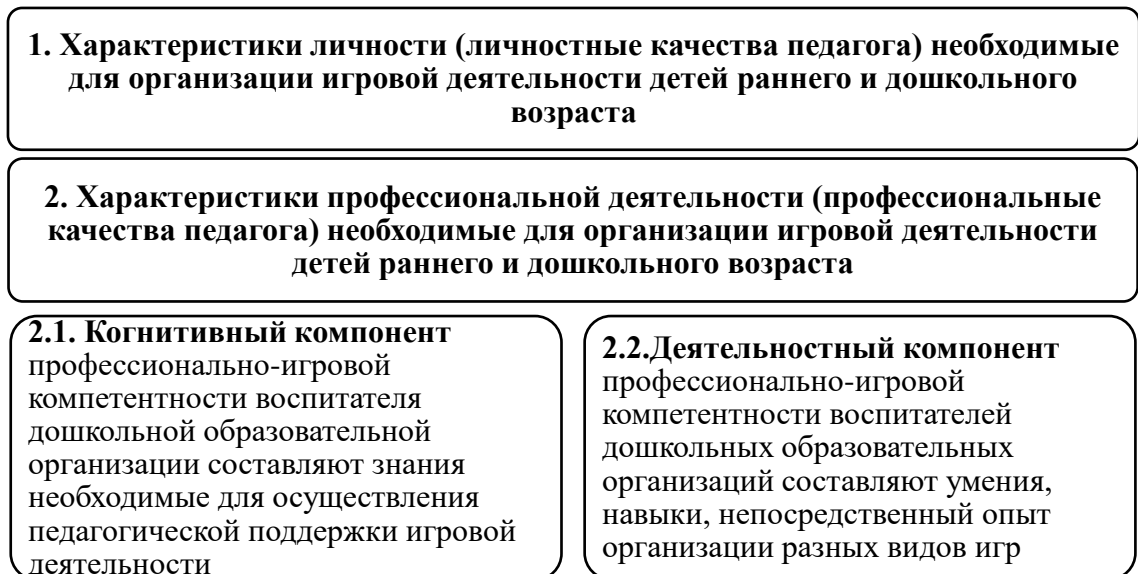 1. Характеристики личности (личностные качества педагога) необходимые
для организации игровой деятельности детей раннего и дошкольного
возраста
2. Характеристики профессиональной деятельности (профессиональные
качества педагога) необходимые для организации игровой деятельности
детей раннего и дошкольного возраста
2.1. Когнитивный компонент
профессионально-игровой
компетентности воспитателя
дошкольной образовательной
организации составляют знания
необходимые для осуществления
педагогической поддержки игровой
деятельности
2.2.Деятельностный компонент
профессионально-игровой
компетентности воспитателей
дошкольных образовательных
организаций составляют умения,
навыки, непосредственный опыт
организации разных видов игр